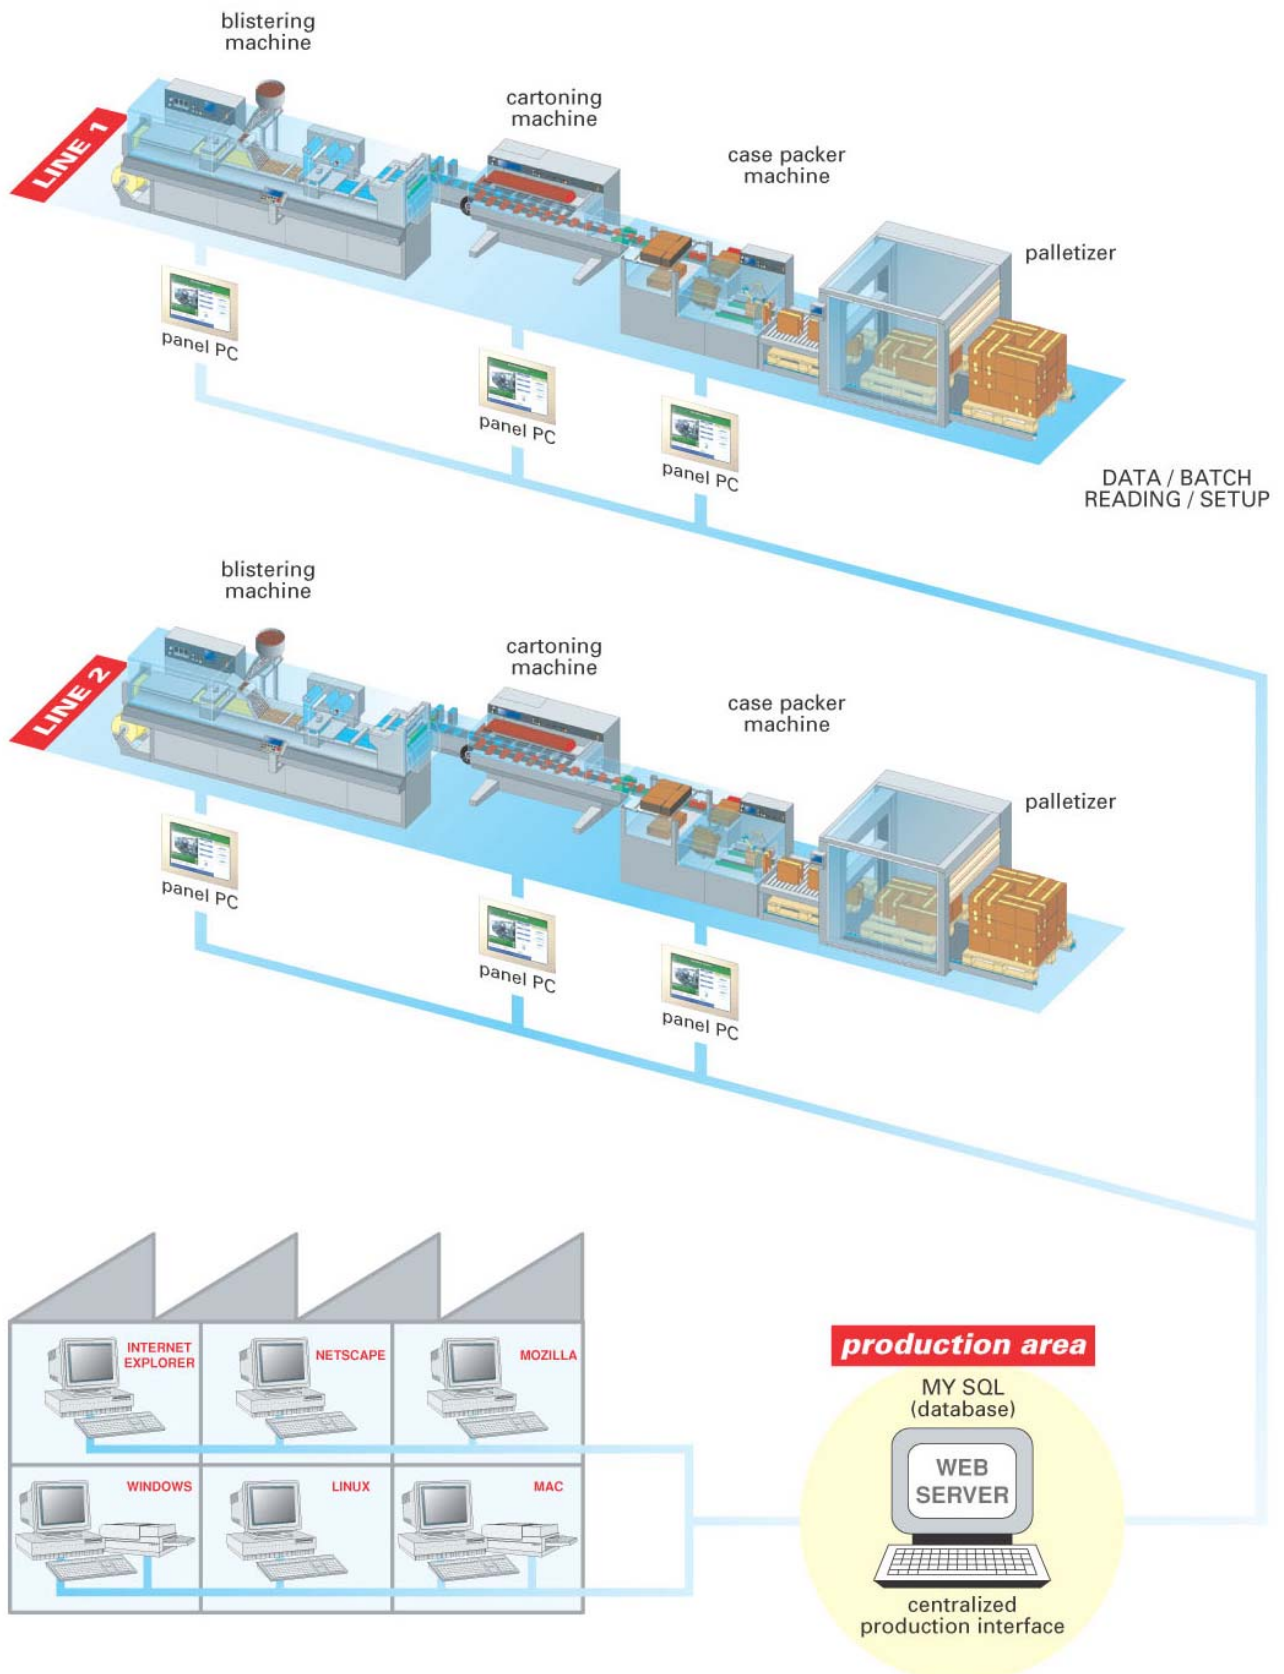 blistering
machine
cartoning
machine
case packer
machine
LINE 1
palletizer
panel PC
panel PC
panel PC
DATA / BATCH
READING / SETUP
blistering
machine
cartoning
machine
case packer
machine
LINE 2
palletizer
panel PC
panel PC
panel PC
INTERNET
EXPLORER
NETSCAPE
MOZILLA
WINDOWS
LINUX
MAC
production area
MY SQL
(database)
WEB
SERVER
centralized
production interface